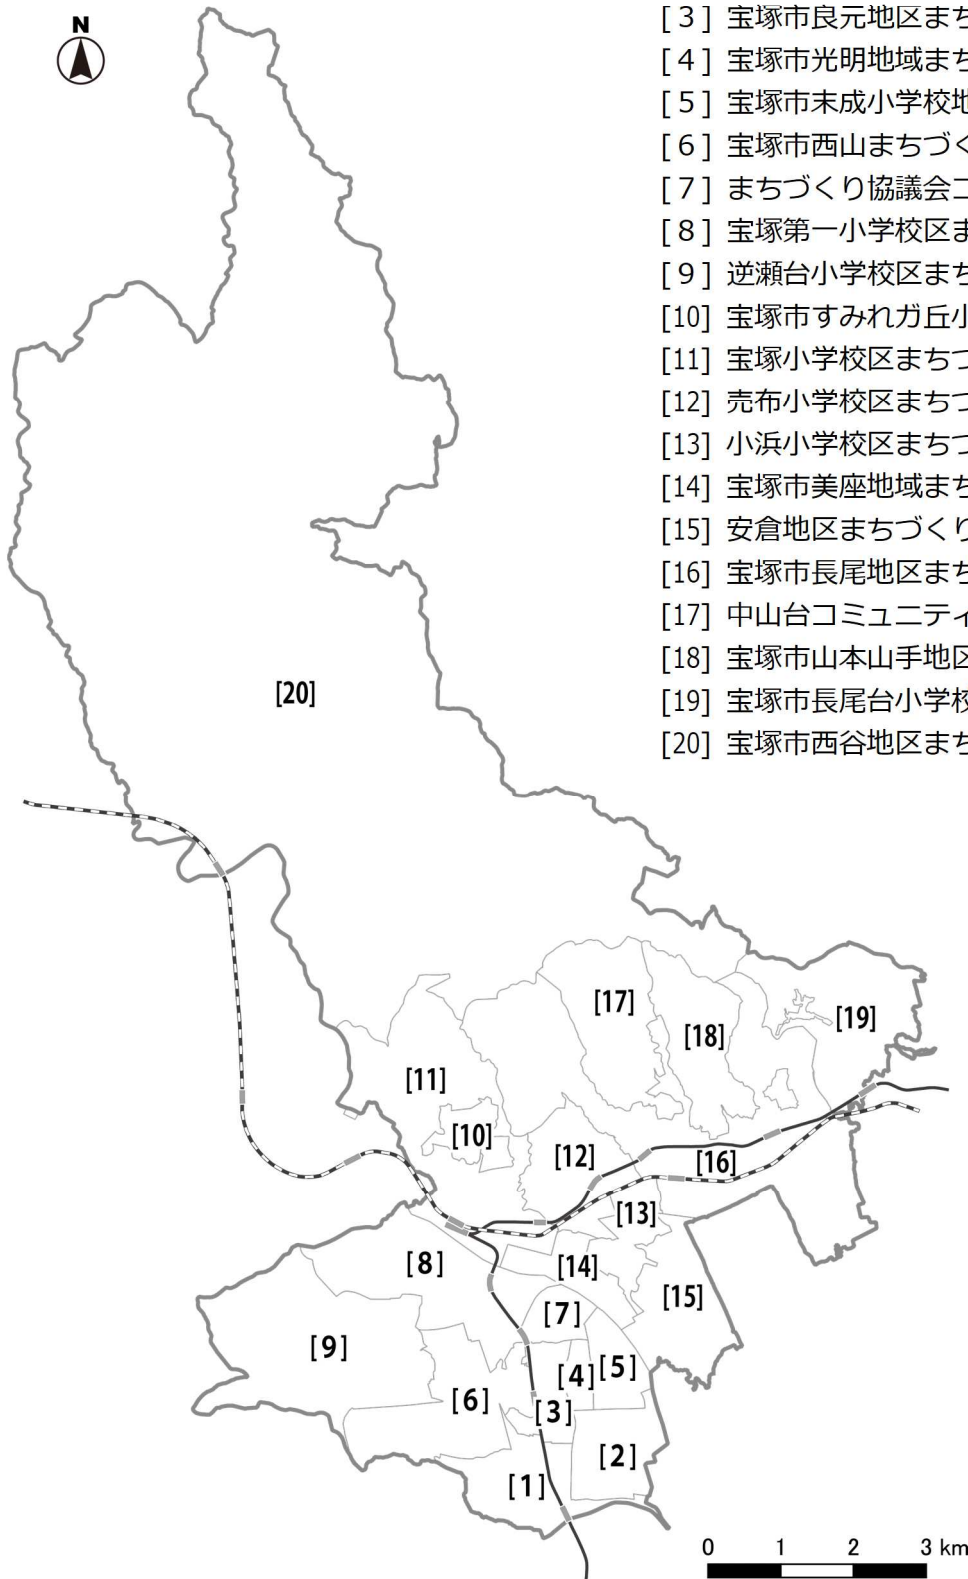 N
[3] 宝塚市良元地区まち
[4] 宝塚市光明地域まち
[5] 宝塚市末成小学校地
[6] 宝塚市西山まちづく
[7] まちづくり協議会コ
[8] 宝塚第一小学校区ま
[9] 逆瀬台小学校区まち
[10] 宝塚市すみれガ丘小
[11] 宝塚小学校区まちづ
[12] 売布小学校区まちづ
[13] 小浜小学校区まちづ
[14] 宝塚市美座地域まち
[15] 安倉地区まちづくり
[16] 宝塚市長尾地区まち
[17] 中山台コミュニティ
[18] 宝塚市山本山手地区
[19] 宝塚市長尾台小学校
[20] 宝塚市西谷地区まち
[20]
[17]
[18]
[19]
[11]
[10]
[12]
[16]
[13]
[8]
[14]
[15]
[7]
[9]
[4]
[5]
[6]
[3]
[2]
[1]
0 1 2 3 km